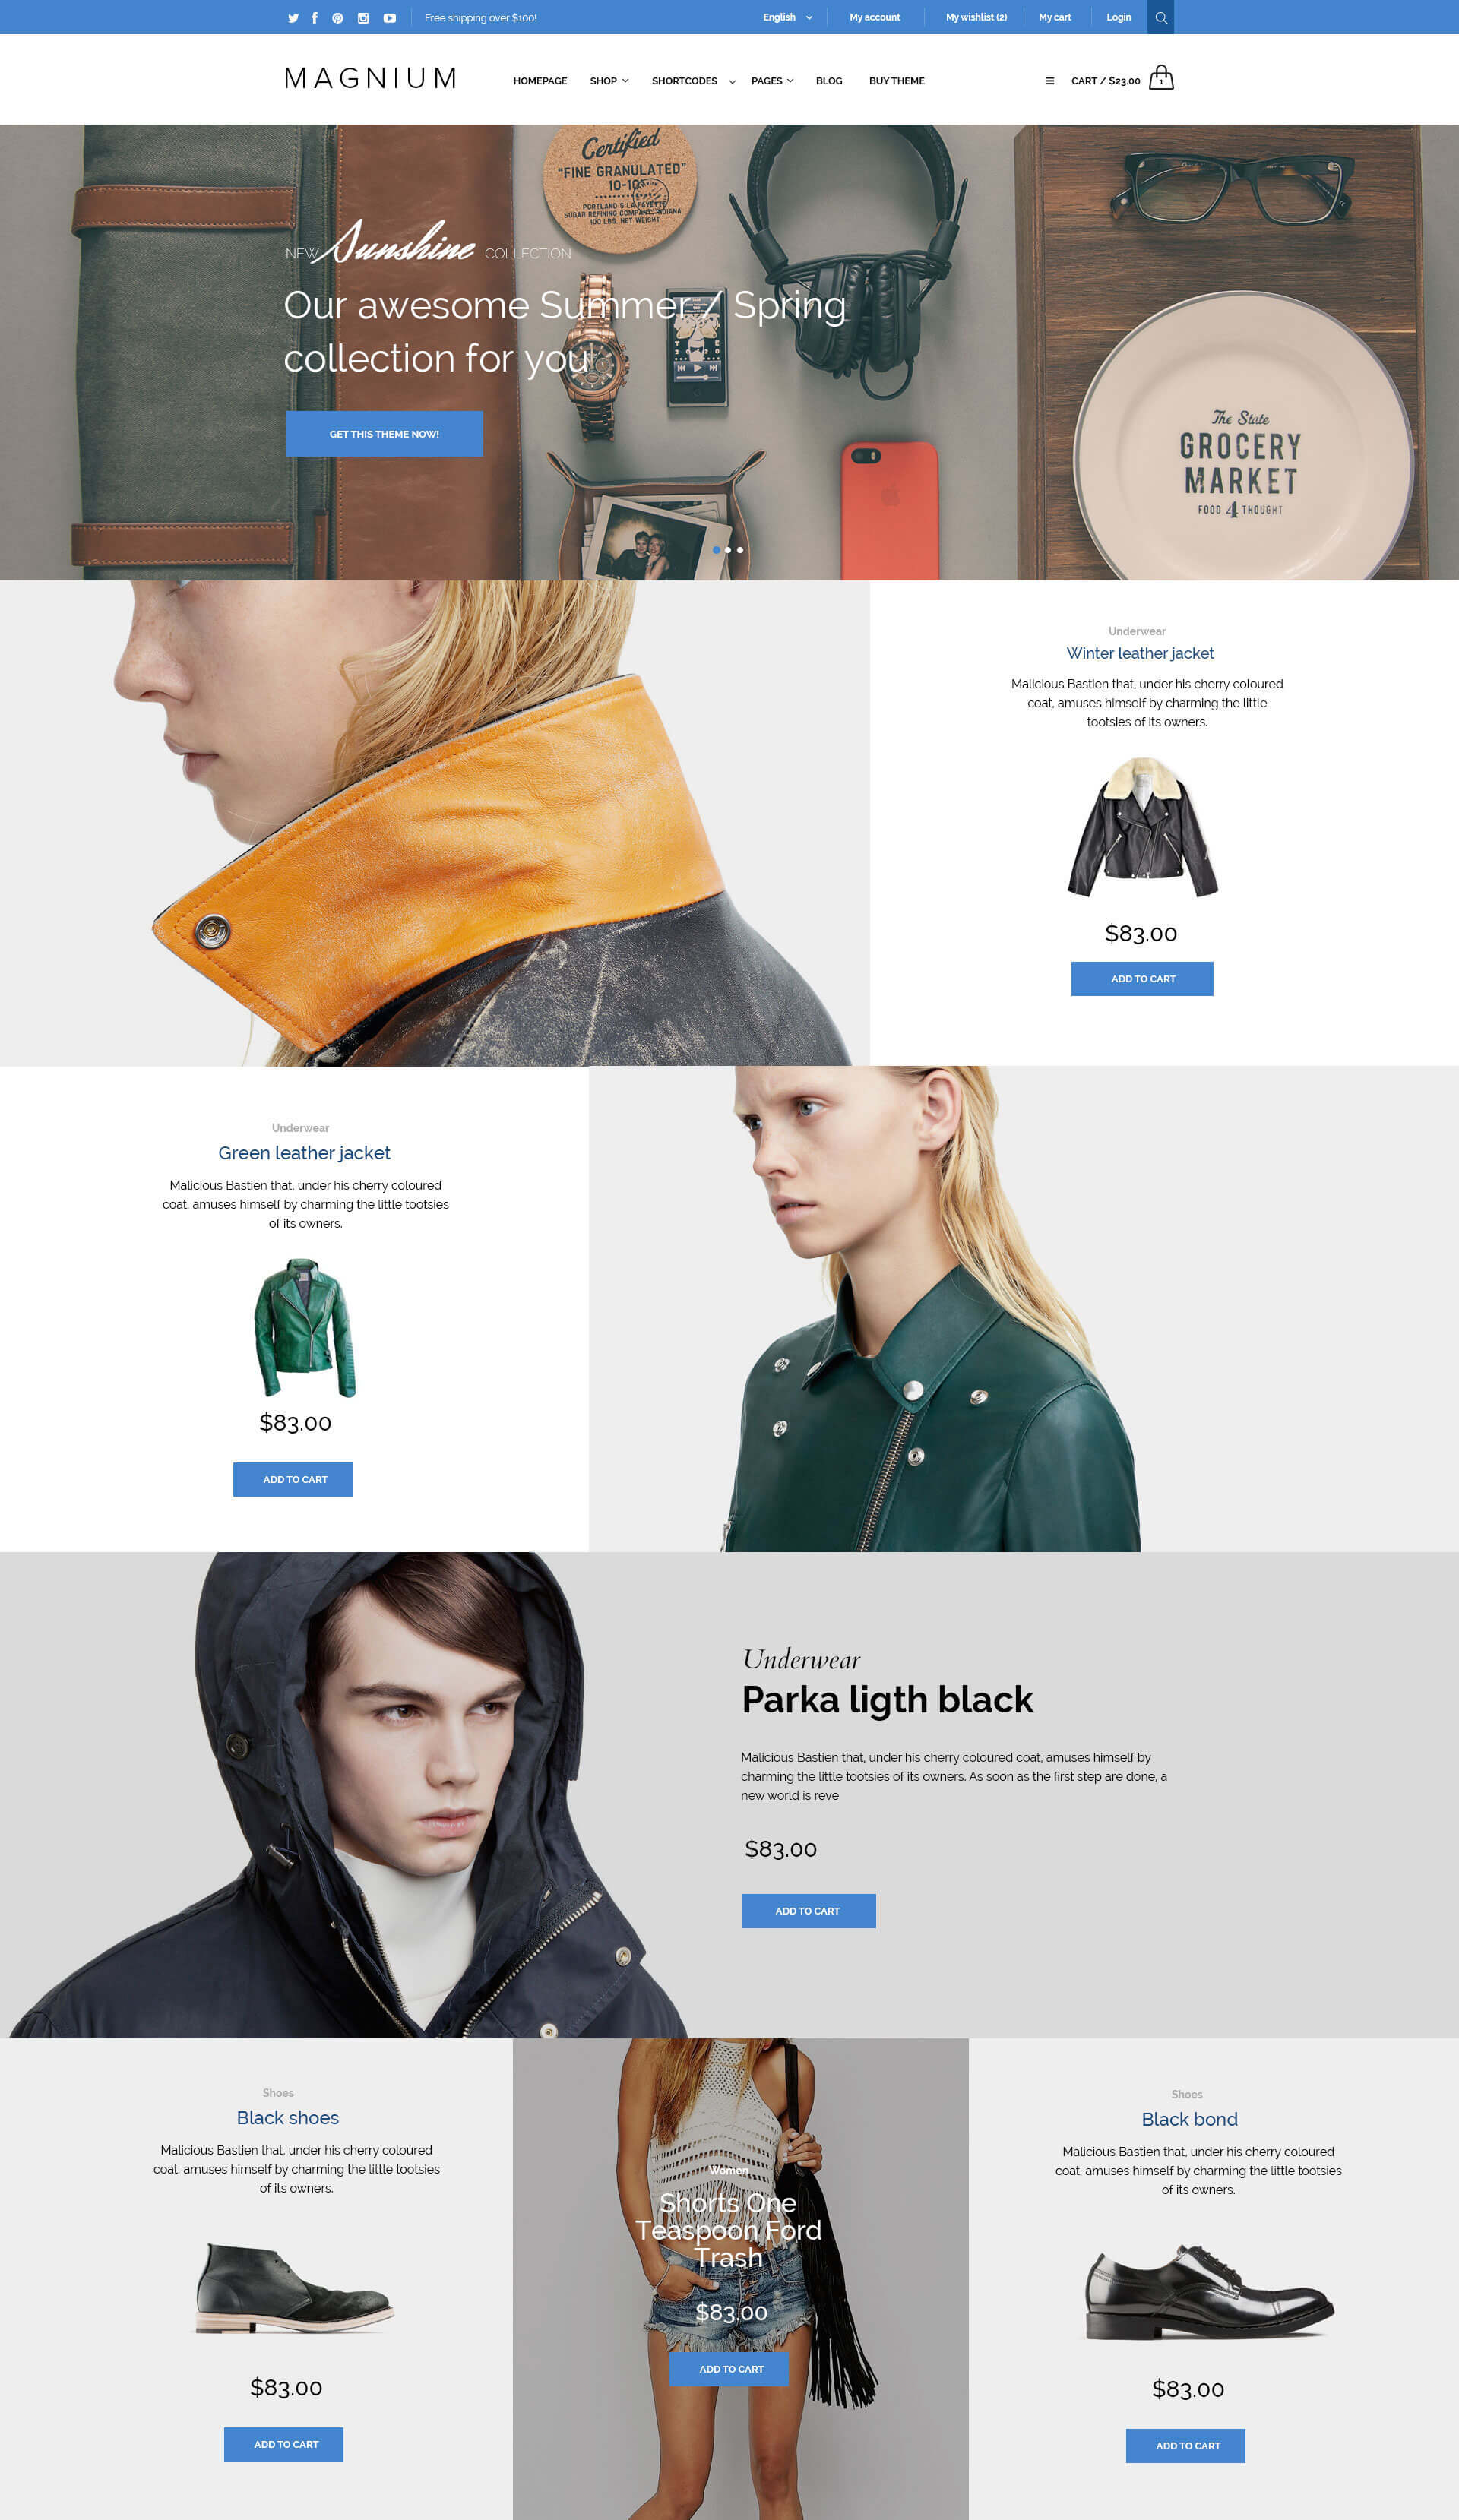 Free shipping over $100!
English
My account
My wishlist (2)
My cart
Login
MAGNIUM
HOMEPAGE
SHOP
SHORTCODES
PAGES
BLOG
BUY THEME
CART / $23.00
1
Certified
"FINE GRANULATED"
10-10
PORTLAND & LAFAYETTE
SUGAR REFINING COMPANY, INDIANA
100 LBS. NET WEIGHT
NEW Sunshine COLLECTION
Our awesome Summer / Spring
collection for you
GET THIS THEME NOW!
The State
GROCERY
MARKET
FOOD 4 THOUGHT
Underwear
Winter leather jacket
Malicious Bastien that, under his cherry coloured
coat, amuses himself by charming the little
tootsies of its owners.
$83.00
ADD TO CART
Underwear
Green leather jacket
Malicious Bastien that, under his cherry coloured
coat, amuses himself by charming the little tootsies
of its owners.
$83.00
ADD TO CART
Underwear
Parka ligth black
Malicious Bastien that, under his cherry coloured coat, amuses himself by
charming the little tootsies of its owners. As soon as the first step are done, a
new world is reve
$83.00
ADD TO CART
Shoes
Black shoes
Malicious Bastien that, under his cherry coloured
coat, amuses himself by charming the little tootsies
of its owners.
$83.00
ADD TO CART
Women
Shorts One
Teaspoon Ford
Trash
$83.00
ADD TO CART
Shoes
Black bond
Malicious Bastien that, under his cherry coloured
coat, amuses himself by charming the little tootsies
of its owners.
$83.00
ADD TO CART